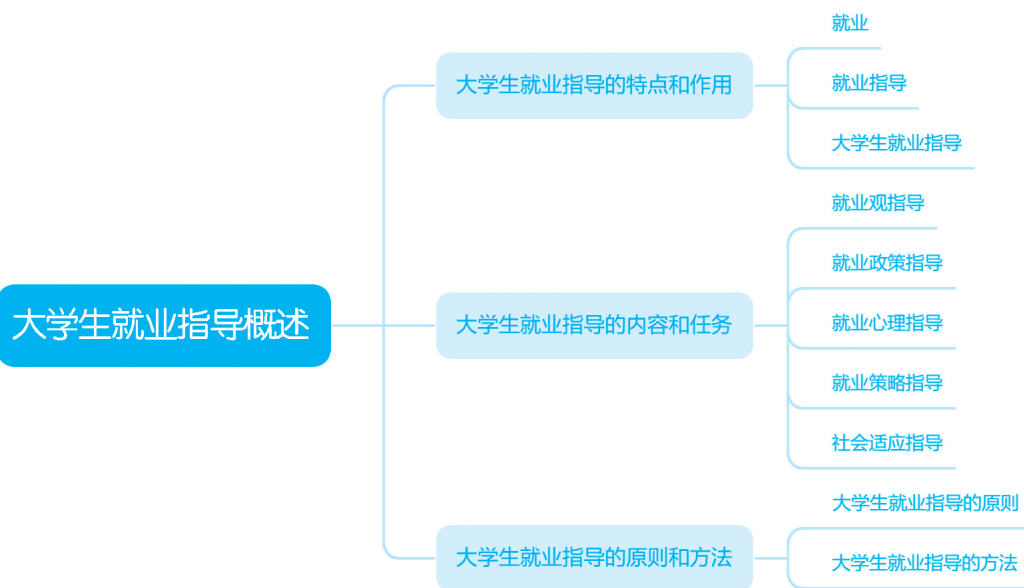 大学生就业指导概述
大学生就业指导的特点和作用
就业
就业指导
大学生就业指导
大学生就业指导的内容和任务
就业观指导
就业政策指导
就业心理指导
就业策略指导
社会适应指导
大学生就业指导的原则和方法
大学生就业指导的原则
大学生就业指导的方法